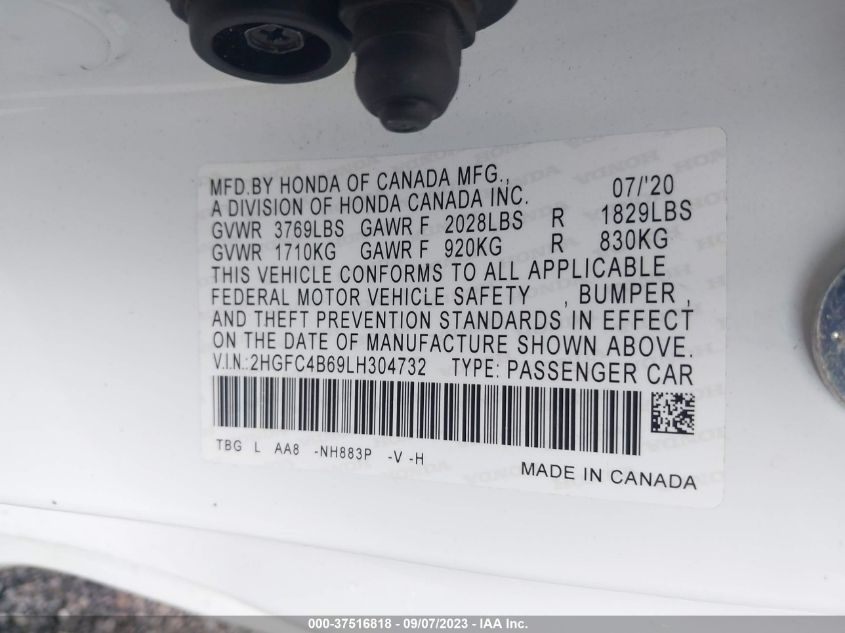 MFD.BY HONDA OF CANADA MFG., 07/'20
A DIVISION OF HONDA CANADA INC.
GVWR 3769LBS GAWR F 2028LBS R 1829LBS
GVWR 1710KG GAWR F 920KG R 830KG
THIS VEHICLE CONFORMS TO ALL APPLICABLE
FEDERAL MOTOR VEHICLE SAFETY , BUMPER ,
AND THEFT PREVENTION STANDARDS IN EFFECT
ON THE DATE OF MANUFACTURE SHOWN ABOVE.
V.I.N.:2HGFC4B69LH304732 TYPE: PASSENGER CAR
TBG L AA8 -NH883P -V -H
MADE IN CANADA
000-37516818 - 09/07/2023 - IAA Inc.